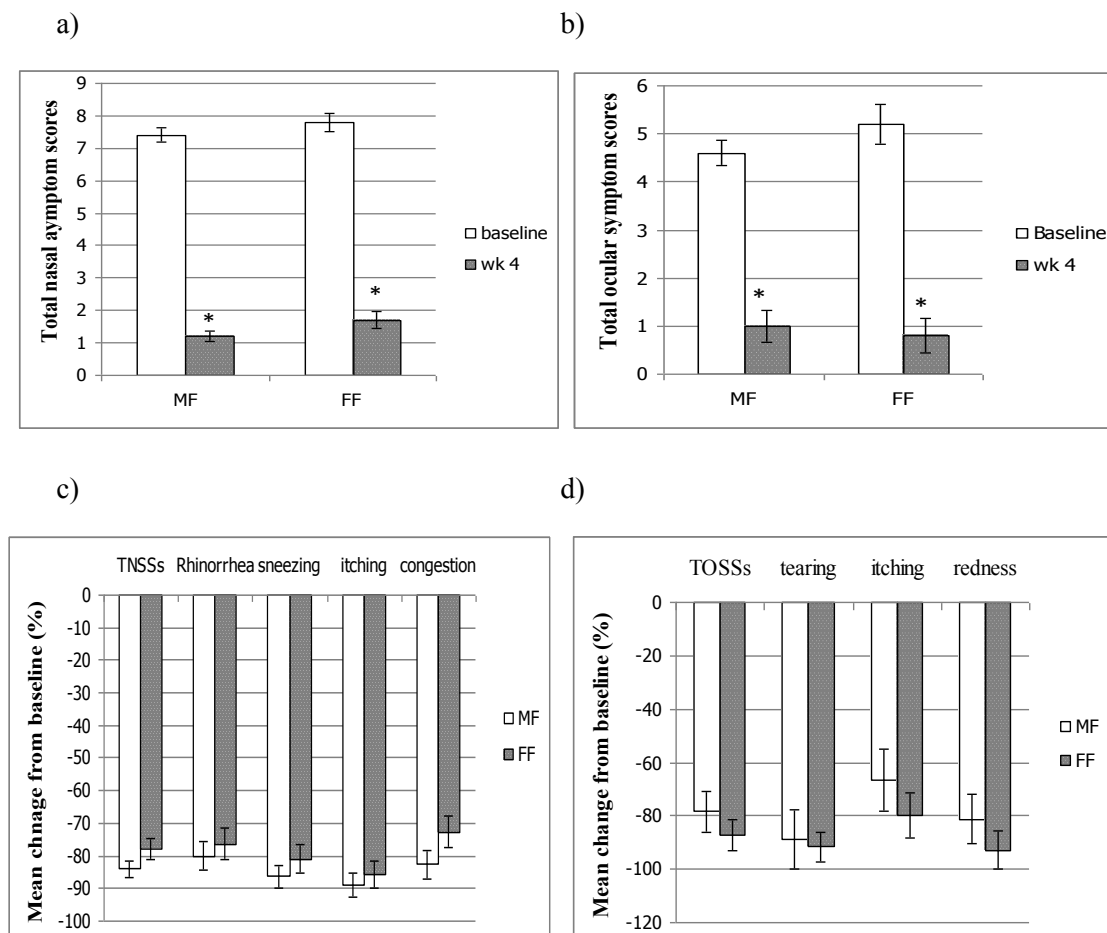 a)
Total nasal aymptom scores
9
8
7
6
5
4
3
2
1
0
*
*
MF
FF
baseline
wk 4
b)
Total ocular symptom scores
6
5
4
3
2
1
0
*
*
MF
FF
Baseline
wk 4
c)
Mean chnage from baseline (%)
TNSSs Rhinorrhea sneezing itching congestion
0
-10
-20
-30
-40
-50
-60
-70
-80
-90
-100
MF
FF
d)
Mean change from baseline (%)
TOSSs tearing itching redness
0
-20
-40
-60
-80
-100
-120
MF
FF